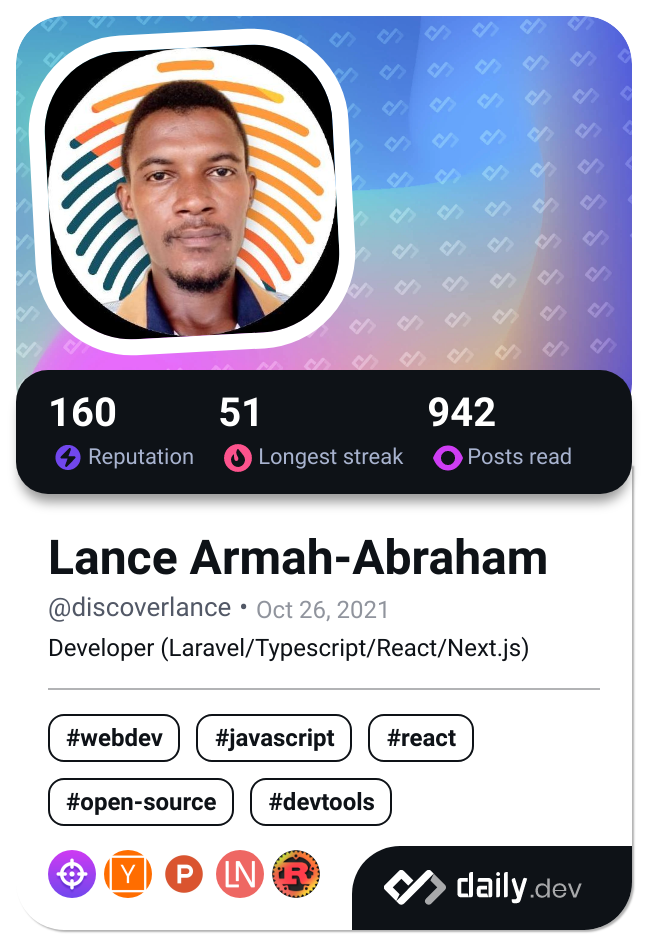 160 51 942
Reputation Longest streak Posts read
Lance Armah-Abraham
@discoverlance • Oct 26, 2021
Developer (Laravel/Typescript/React/Next.js)
#webdev #javascript #react
#open-source #devtools
Y P LN R
daily.dev